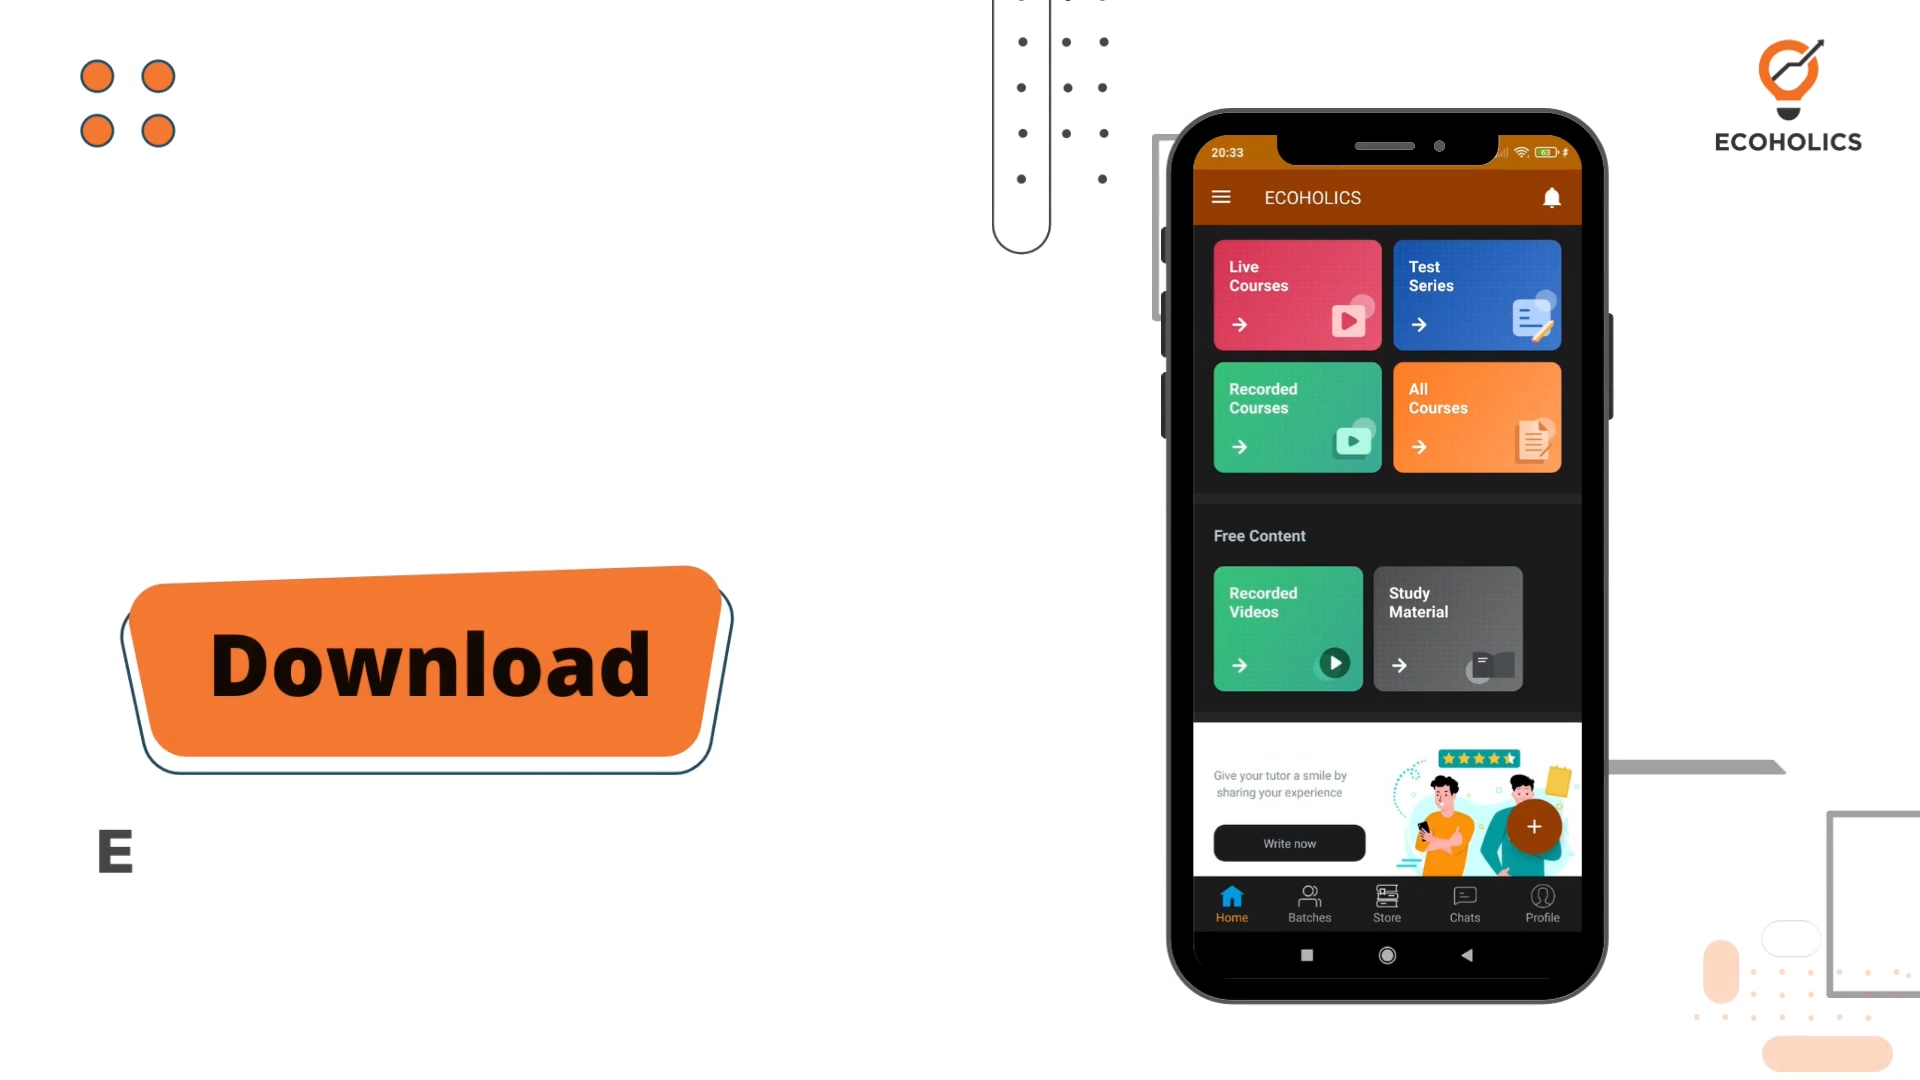 ECOHOLICS
20:33
63
ECOHOLICS
Live
Courses
Test
Series
Recorded
Courses
All
Courses
Free Content
Recorded
Videos
Study
Material
Give your tutor a smile by
sharing your experience
Write now
Home
Batches
Store
Chats
Profile
Download
E